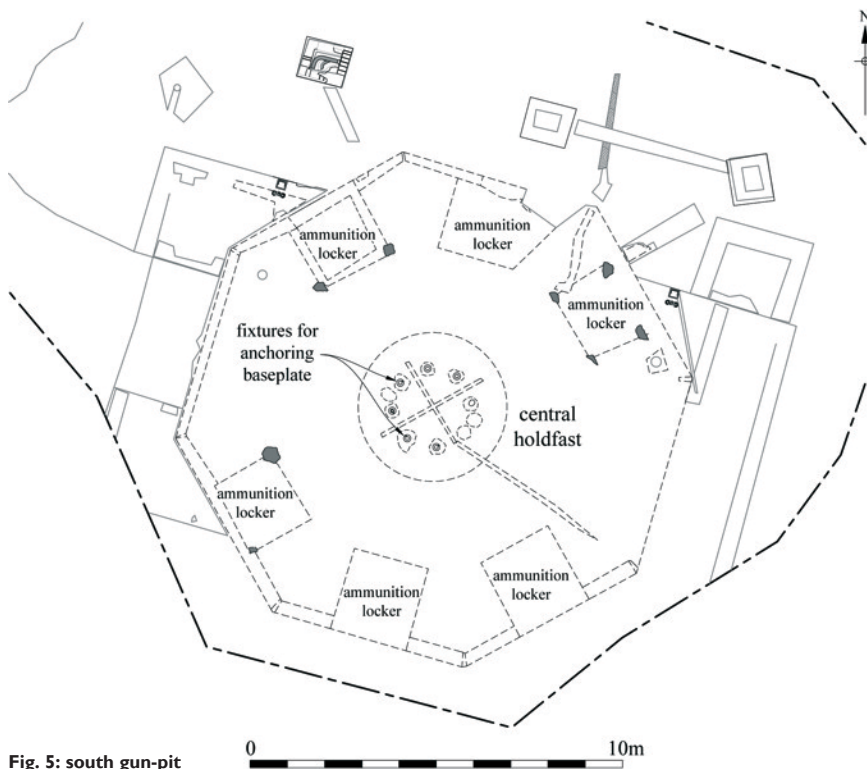 N
ammunition
locker
ammunition
locker
ammunition
locker
fixtures for
anchoring
baseplate
central
holdfast
ammunition
locker
ammunition
locker
ammunition
locker
Fig. 5: south gun-pit
0
10m